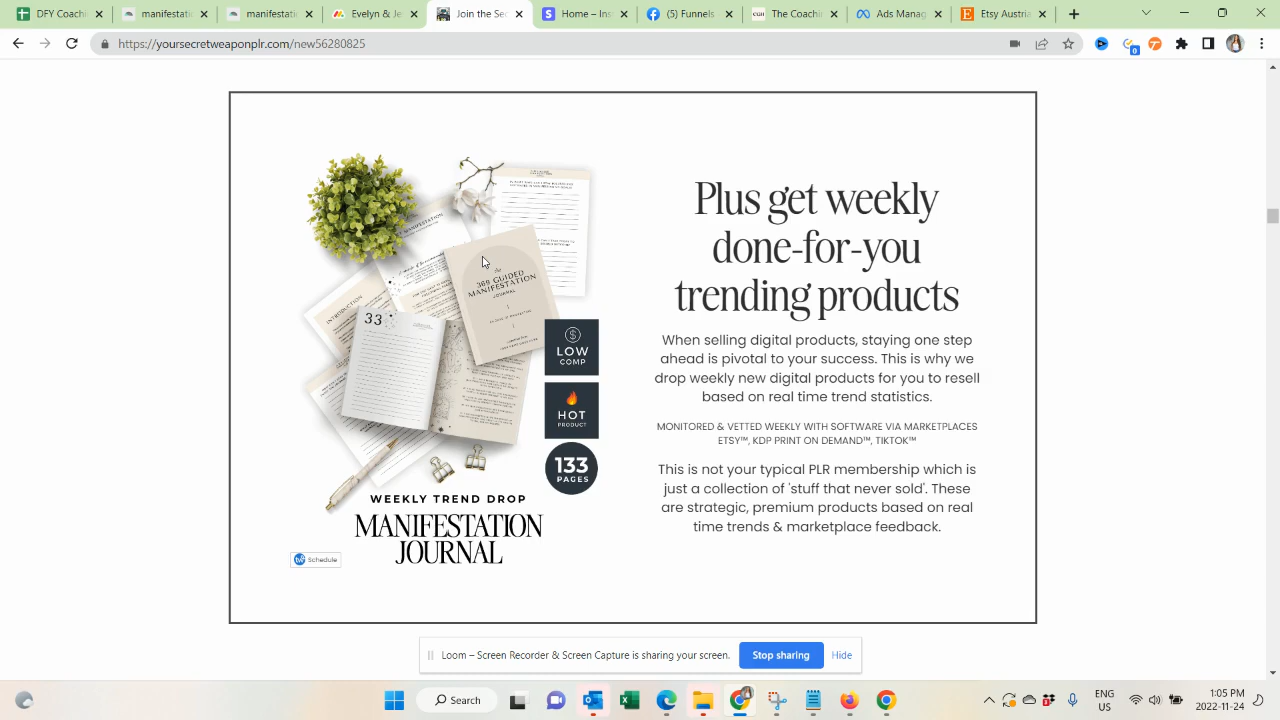 DFY Coachi
The Secre
Home – Ins
(5) Funnels
The Coachi
Ads Manag
Etsy Austra
https://yoursecretweaponplr.com/new56280825
0
Plus get weekly
done-for-you
trending products
When selling digital products, staying one step
ahead is pivotal to your success. This is why we
drop weekly new digital products for you to resell
based on real time trend statistics.
MONITORED & VETTED WEEKLY WITH SOFTWARE VIA MARKETPLACES
ETSY™, KDP PRINT ON DEMAND™, TIKTOK™
This is not your typical PLR membership which is
just a collection of 'stuff that never sold'. These
are strategic, premium products based on real
time trends & marketplace feedback.
INTRODUCTION
33
the
365 GUIDED
MANIFESTATION
JOURNAL
LOW
COMP
HOT
PRODUCT
133
PAGES
WEEKLY TREND DROP
MANIFESTATION
JOURNAL
Schedule
Loom – Screen Recorder & Screen Capture is sharing your screen.
Stop sharing
Hide
Search
ENG
US
1:05 PM
2022-11-24